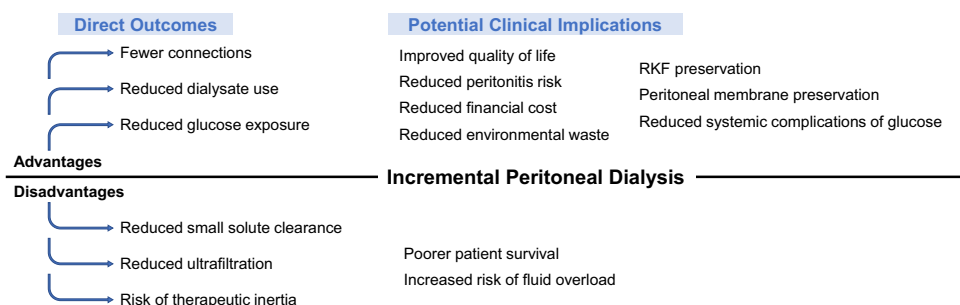 Direct Outcomes
Potential Clinical Implications
Fewer connections
Reduced dialysate use
Reduced glucose exposure
Improved quality of life
Reduced peritonitis risk
Reduced financial cost
Reduced environmental waste
RKF preservation
Peritoneal membrane preservation
Reduced systemic complications of glucose
Advantages
Incremental Peritoneal Dialysis
Disadvantages
Reduced small solute clearance
Reduced ultrafiltration
Risk of therapeutic inertia
Poorer patient survival
Increased risk of fluid overload